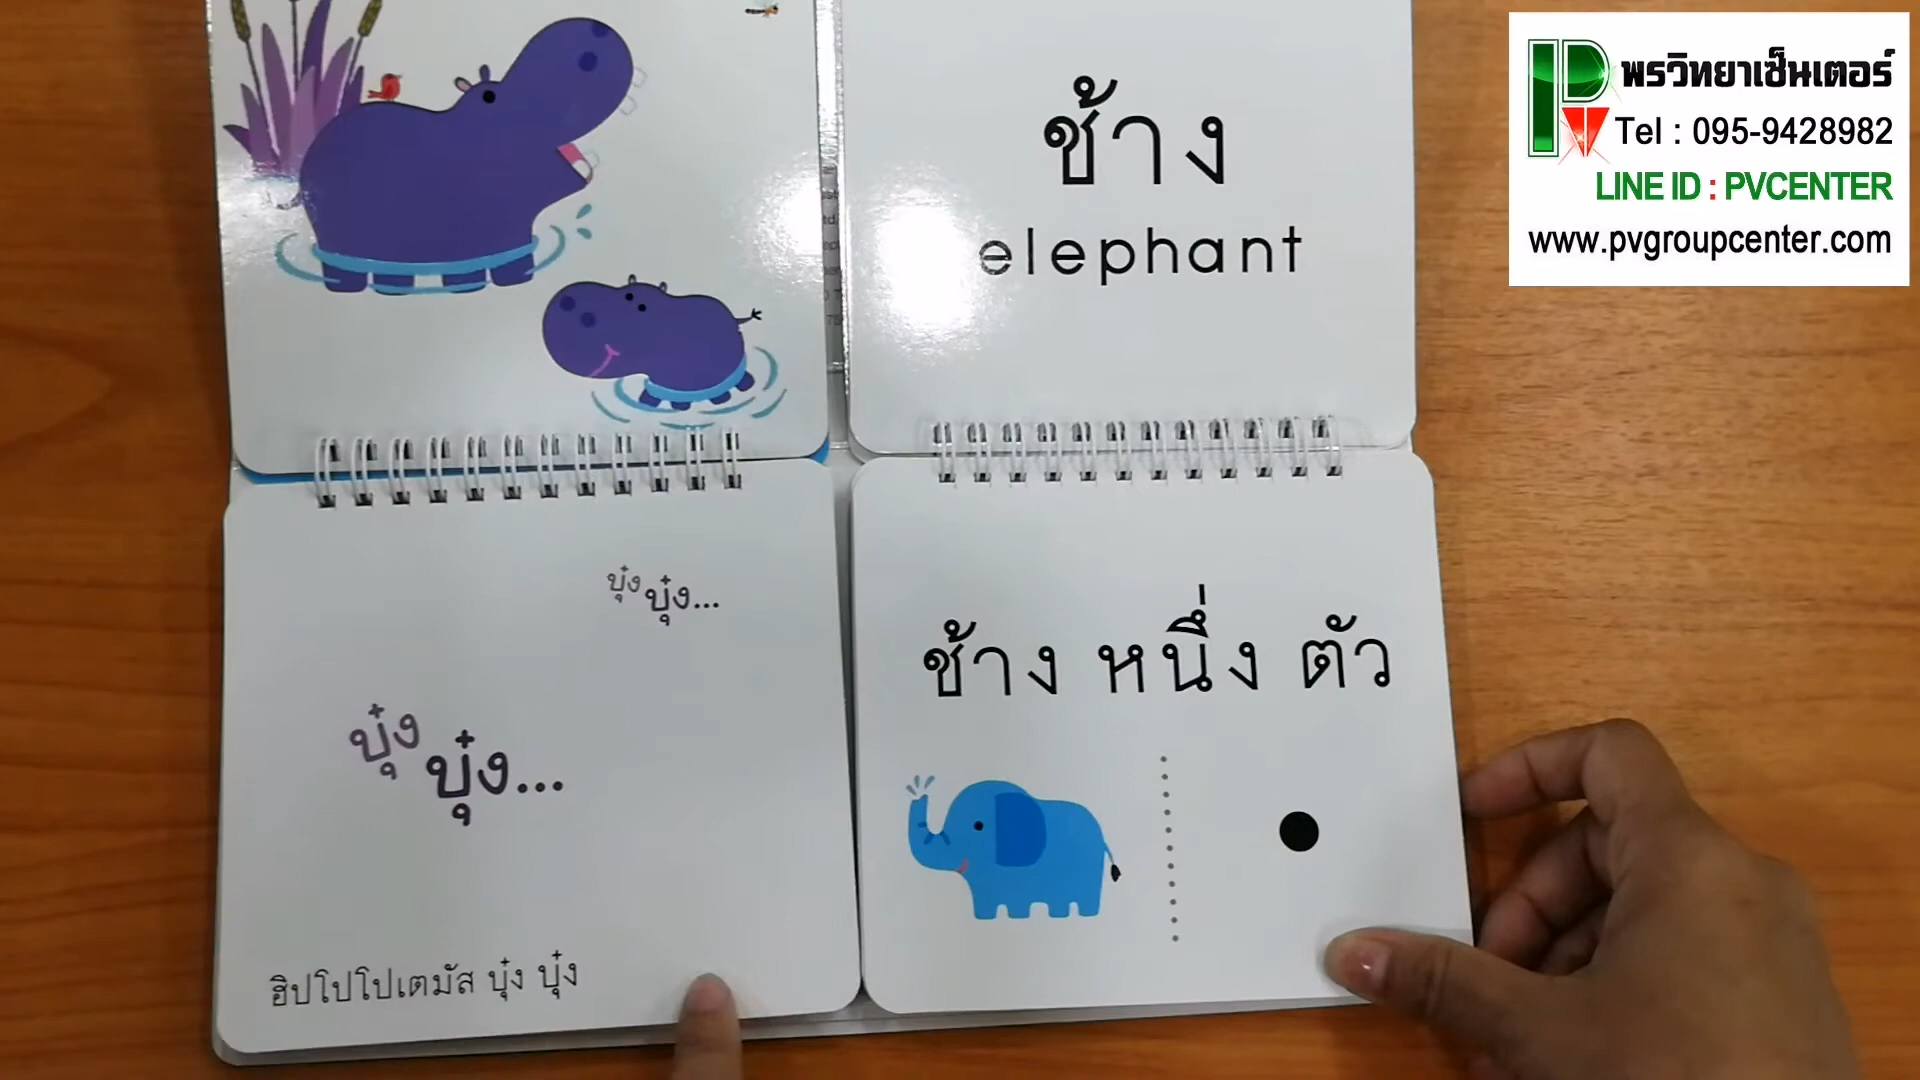 พรวิทยาเซ็นเตอร์
Tel : 095-9428982
LINE ID : PVCENTER
www.pvgroupcenter.com
ช้าง
elephant
บุ๋ง บุ๋ง...
บุ๋ง บุ๋ง...
ฮิปโปโปเตมัส บุ๋ง บุ๋ง
ช้าง หนึ่ง ตัว